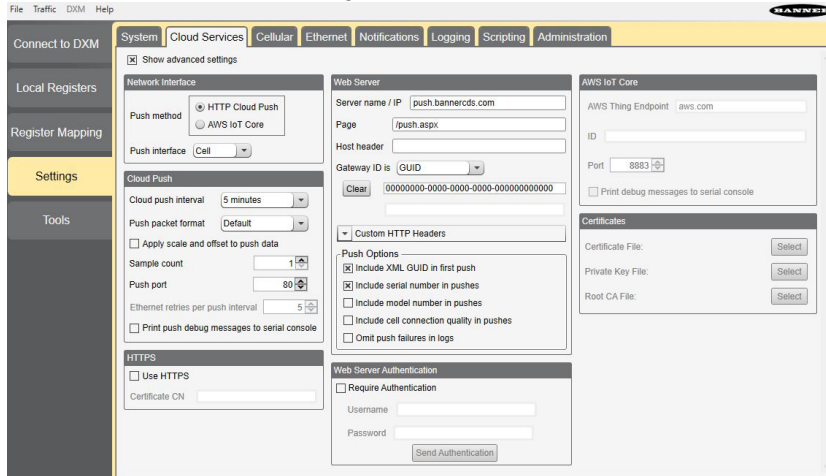 File Traffic DXM Help
BANNER
Connect to DXM
Local Registers
Register Mapping
Settings
Tools
System Cloud Services Cellular Ethernet Notifications Logging Scripting Administration
Show advanced settings
Network Interface
Push method
HTTP Cloud Push
AWS IoT Core
Push interface Cell
Cloud Push
Cloud push interval 5 minutes
Push packet format Default
Apply scale and offset to push data
Sample count 1
Push port 80
Ethernet retries per push interval 5
Print push debug messages to serial console
HTTPS
Use HTTPS
Certificate CN
Web Server
Server name / IP push.bannercds.com
Page /push.aspx
Host header
Gateway ID is GUID
Clear 00000000-0000-0000-0000-000000000000
Custom HTTP Headers
Push Options
Include XML GUID in first push
Include serial number in pushes
Include model number in pushes
Include cell connection quality in pushes
Omit push failures in logs
Web Server Authentication
Require Authentication
Username
Password
Send Authentication
AWS IoT Core
AWS Thing Endpoint aws.com
ID
Port 8883
Print debug messages to serial console
Certificates
Certificate File: Select
Private Key File: Select
Root CA File: Select